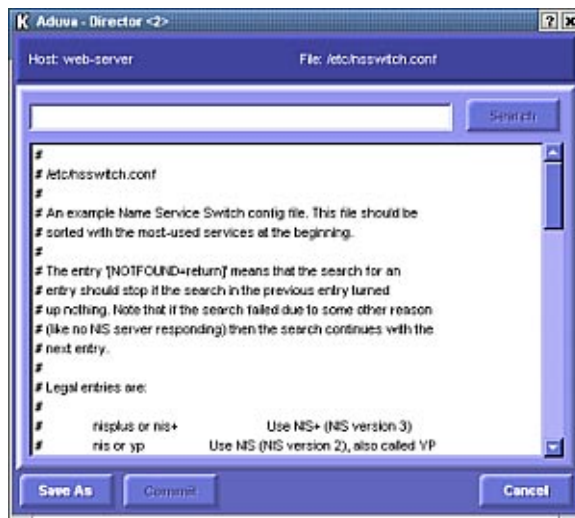 Aduva - Director <2>
Host: web-server File: /etc/nsswitch.conf
Search
#
# /etc/nsswitch.conf
#
# An example Name Service Switch config file. This file should be
# sorted with the most-used services at the beginning.
#
# The entry '[NOTFOUND=return]' means that the search for an
# entry should stop if the search in the previous entry turned
# up nothing. Note that if the search failed due to some other reason
# (like no NIS server responding) then the search continues with the
# next entry.
#
# Legal entries are:
#
# nisplus or nis+ Use NIS+ (NIS version 3)
# nis or yp Use NIS (NIS version 2), also called YP
Save As Commit Cancel